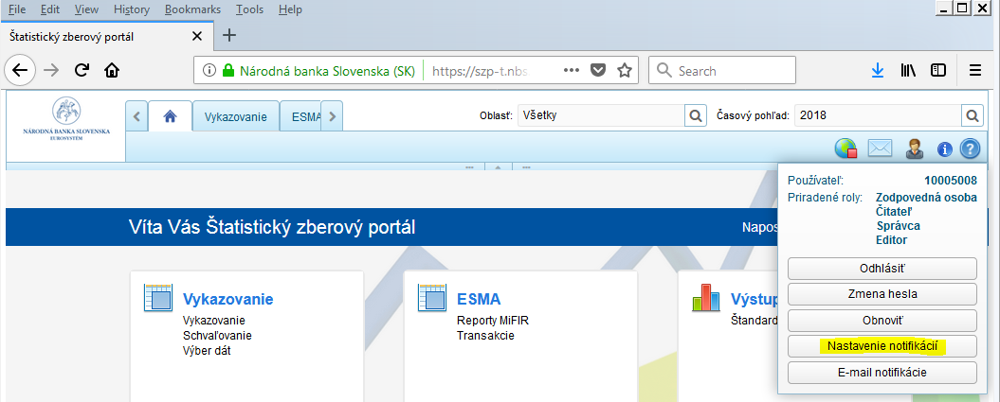 File Edit View History Bookmarks Tools Help
Štatistický zberový portál
Národná banka Slovenska (SK) https://szp-t.nbs
Search
NÁRODNÁ BANKA SLOVENSKA
EUROSYSTÉM
Vykazovanie ESMA
Oblasť: Všetky Časový pohľad: 2018
Používateľ: 10005008
Priradené roly: Zodpovedná osoba
Čitateľ
Správca
Editor
Odhlásiť
Zmena hesla
Obnoviť
Nastavenie notifikácií
E-mail notifikácie
Víta Vás Štatistický zberový portál Napos
Vykazovanie
Vykazovanie
Schvaľovanie
Výber dát
ESMA
Reporty MiFIR
Transakcie
Výstup
Štandard